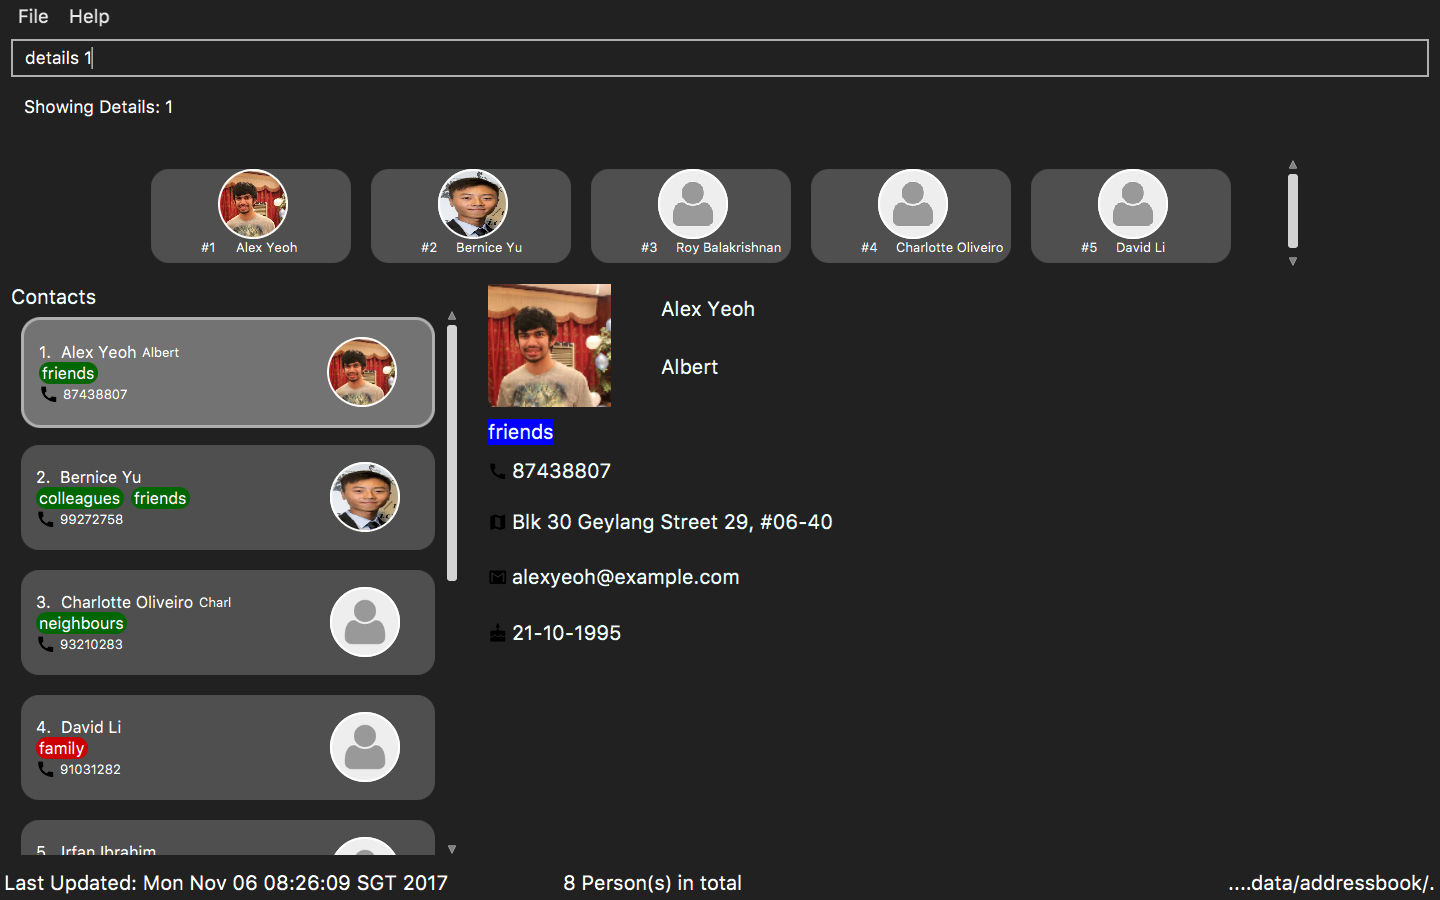 File Help
details 1
Showing Details: 1
#1 Alex Yeoh
#2 Bernice Yu
#3 Roy Balakrishnan
#4 Charlotte Oliveiro
#5 David Li
Contacts
1. Alex Yeoh Albert
friends
87438807
2. Bernice Yu
colleagues friends
99272758
3. Charlotte Oliveiro Charl
neighbours
93210283
4. David Li
family
91031282
5. Irfan Ibrahim
Alex Yeoh
Albert
friends
87438807
Blk 30 Geylang Street 29, #06-40
alexyeoh@example.com
21-10-1995
Last Updated: Mon Nov 06 08:26:09 SGT 2017
8 Person(s) in total
....data/addressbook/.